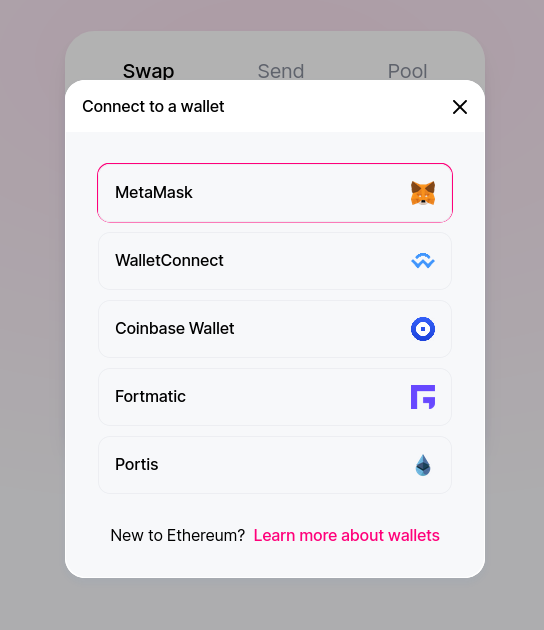 Swap Send Pool
Connect to a wallet
MetaMask
WalletConnect
Coinbase Wallet
Fortmatic
Portis
New to Ethereum? Learn more about wallets